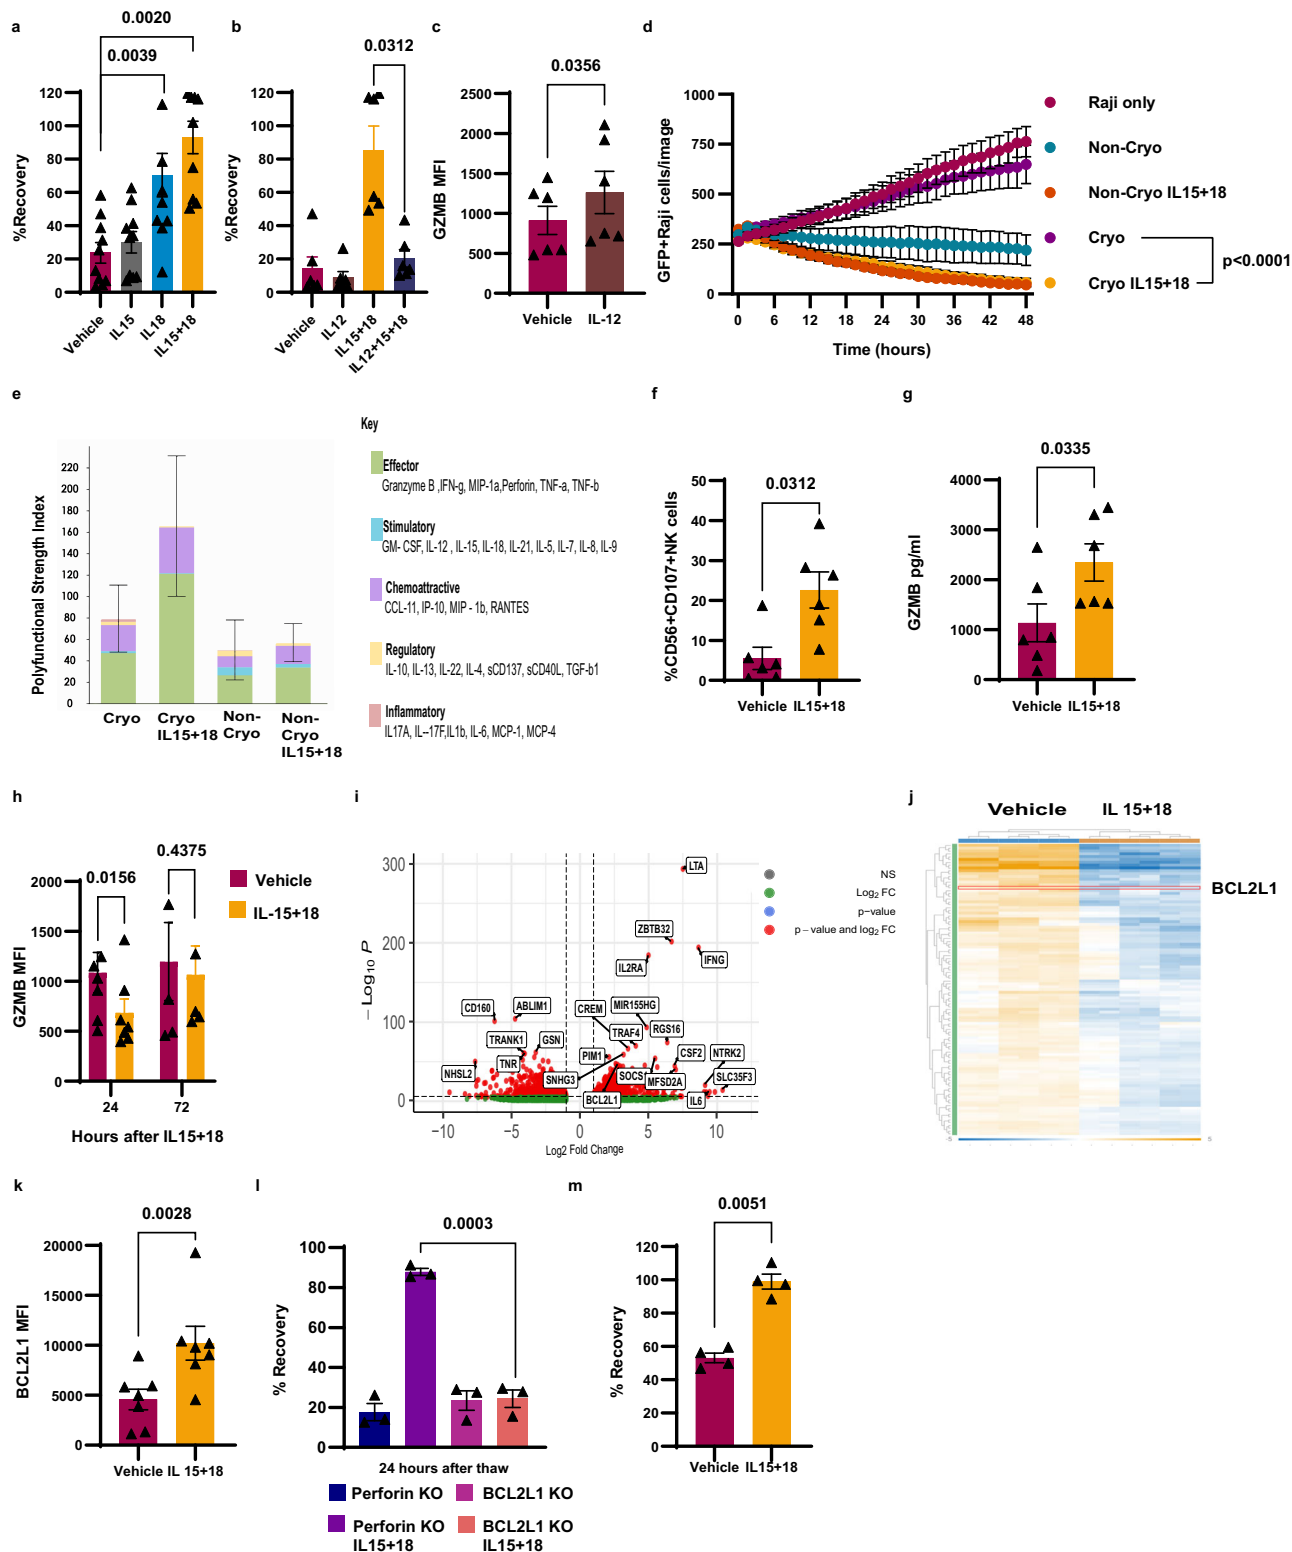 a
0.0020
0.0039
%Recovery
120
100
80
60
40
20
0
Vehicle
IL15
IL18
IL15+18
b
0.0312
%Recovery
120
100
80
60
40
20
0
Vehicle
IL12
IL15+18
IL12+15+18
c
0.0356
GZMB MFI
2500
2000
1500
1000
500
0
Vehicle IL-12
d
GFP+Raji cells/image
1000
750
500
250
0
0 6 12 18 24 30 36 42 48
Time (hours)
Raji only
Non-Cryo
Non-Cryo IL15+18
Cryo
Cryo IL15+18
p<0.0001
e
Polyfunctional Strength Index
220
200
180
160
140
120
100
80
60
40
20
0
Cryo
Cryo
IL15+18
Non-
Cryo
Non-
Cryo
IL15+18
Key
Effector
Granzyme B ,IFN-g, MIP-1a,Perforin, TNF-a, TNF-b
Stimulatory
GM- CSF, IL-12 , IL-15, IL-18, IL-21, IL-5, IL-7, IL-8, IL-9
Chemoattractive
CCL-11, IP-10, MIP - 1b, RANTES
Regulatory
IL-10, IL-13, IL-22, IL-4, sCD137, sCD40L, TGF-b1
Inflammatory
IL17A, IL--17F,IL1b, IL-6, MCP-1, MCP-4
f
0.0312
%CD56+CD107+NK cells
50
40
30
20
10
0
Vehicle IL15+18
g
0.0335
GZMB pg/ml
4000
3000
2000
1000
0
Vehicle IL15+18
h
0.0156
0.4375
GZMB MFI
2000
1500
1000
500
0
24 72
Hours after IL15+18
Vehicle
IL-15+18
i
−Log10 P
300
200
100
0
−10 −5 0 5 10
Log2 Fold Change
LTA
ZBTB32
IFNG
IL2RA
CD160
ABLIM1
CREM
MIR155HG
TRAF4
RGS16
TRANK1
GSN
PIM1
CSF2
NTRK2
NHSL2
TNR
SNHG3
SOCS
MFSD2A
SLC35F3
BCL2L1
IL6
NS
Log2 FC
p−value
p − value and log2 FC
j
Vehicle IL 15+18
BCL2L1
-5 5
k
0.0028
BCL2L1 MFI
20000
15000
10000
5000
0
Vehicle IL 15+18
l
0.0003
% Recovery
100
80
60
40
20
0
24 hours after thaw
Perforin KO
BCL2L1 KO
Perforin KO
IL15+18
BCL2L1 KO
IL15+18
m
0.0051
% Recovery
120
100
80
60
40
20
0
Vehicle IL15+18